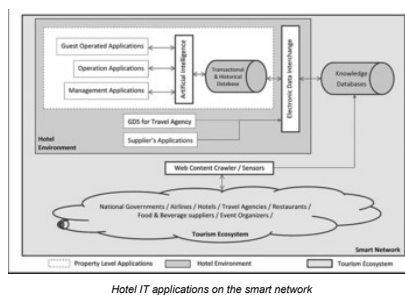 Guest Operated Applications
Operation Applications
Management Applications
Artificial Intelligence
Transactional
& Historical
Database
Electronic Data Interchange
Knowledge
Databases
GDS for Travel Agency
Supplier's Applications
Hotel
Environment
Web Content Crawler / Sensors
National Governments / Airlines / Hotels / Travel Agencies / Restaurants /
Food & Beverage suppliers / Event Organizers /
Tourism Ecosystem
Smart Network
Property Level Applications
Hotel Environment
Tourism Ecosystem
Hotel IT applications on the smart network